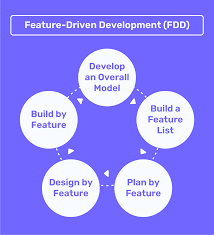 Feature-Driven Development (FDD)
Develop
an Overall
Model
Build a
Feature
List
Plan by
Feature
Design by
Feature
Build by
Feature